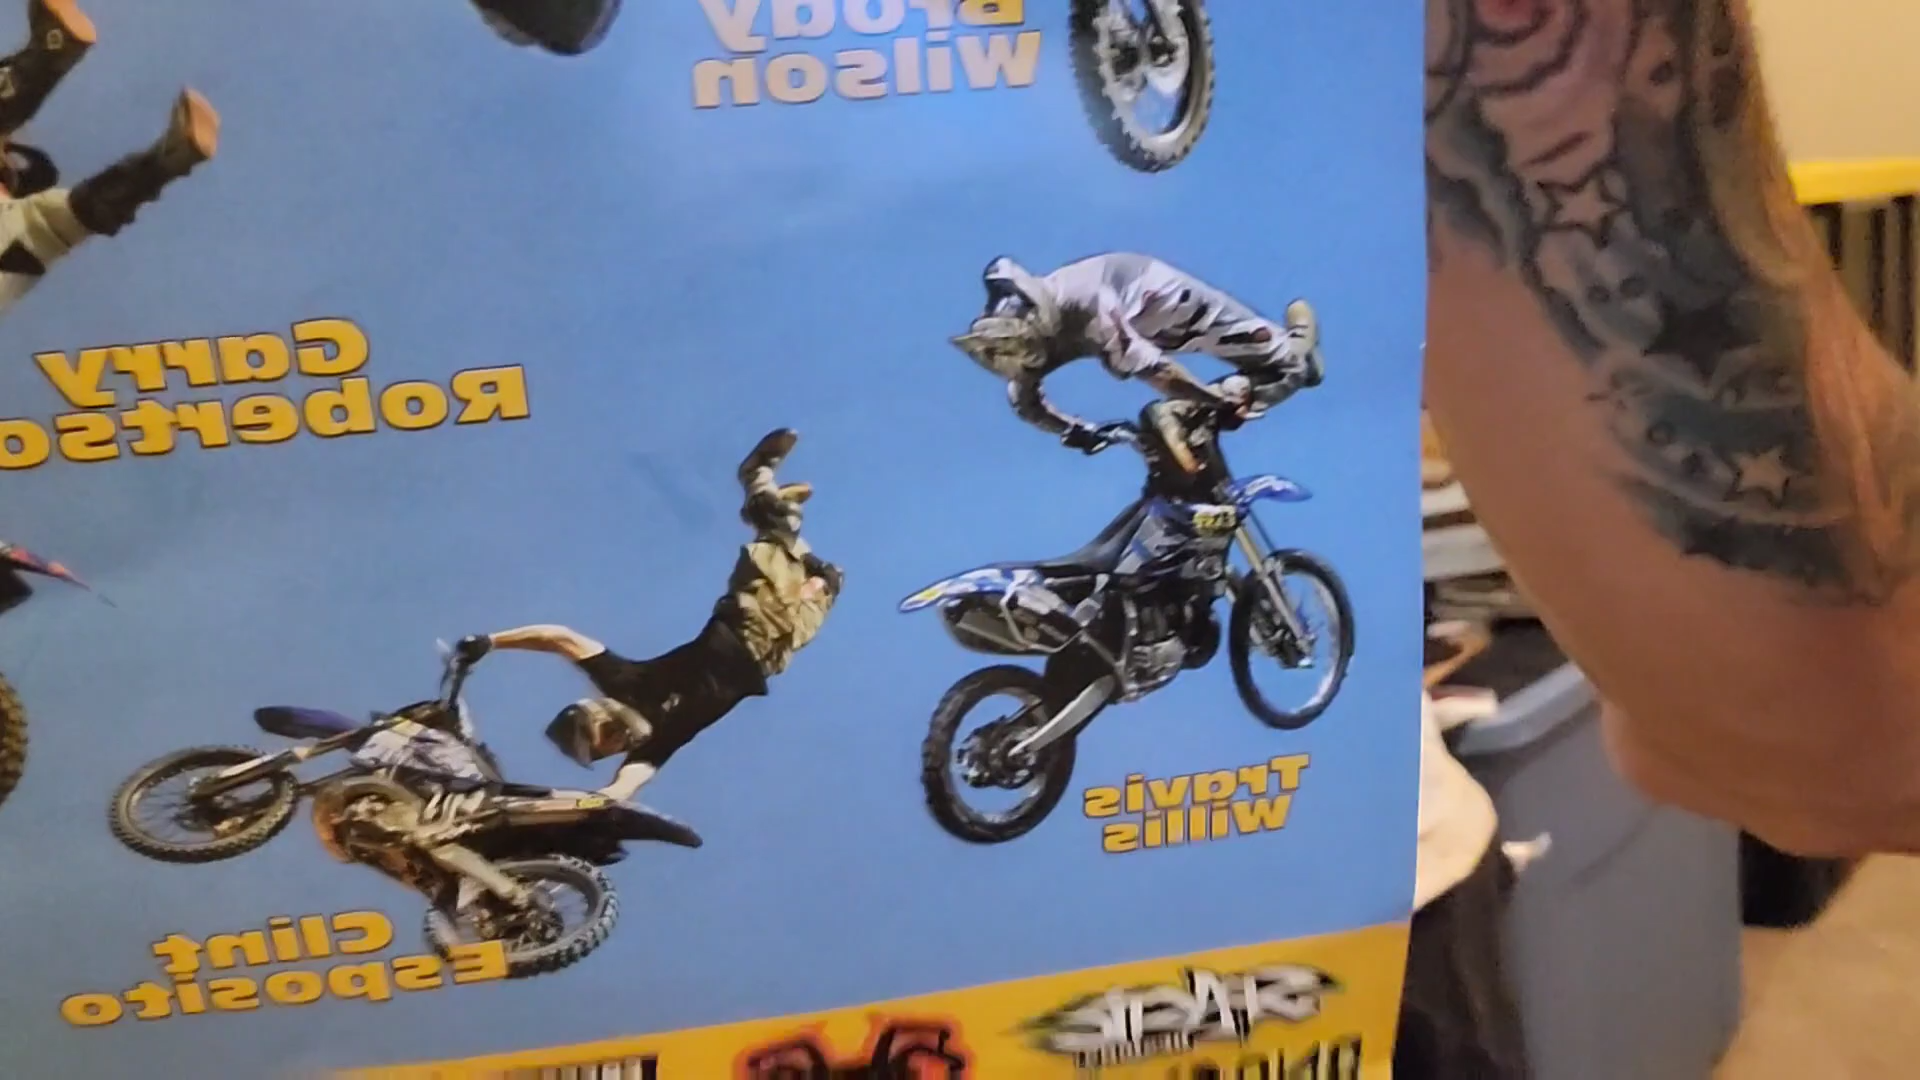 Brody
Wilson
Garry
Robertso
Travis
Willis
Clint
Esposito